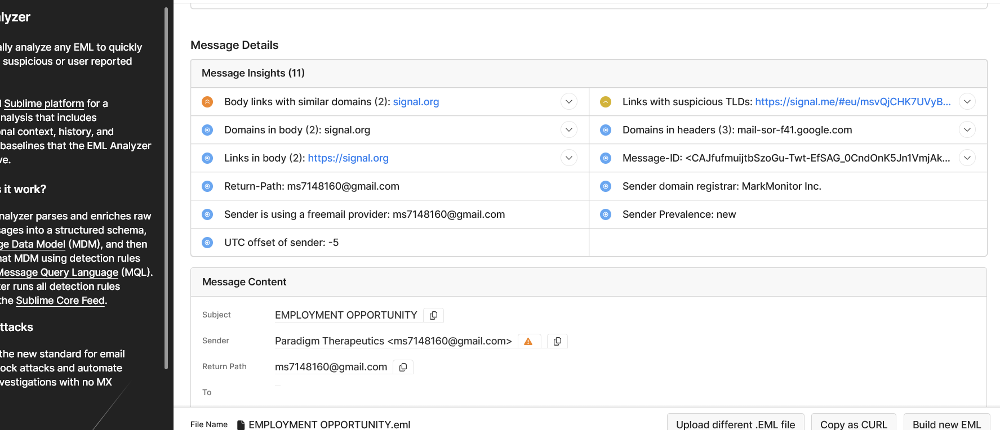 lyzer
ally analyze any EML to quickly
suspicious or user reported
Sublime platform for a
nalysis that includes
onal context, history, and
baselines that the EML Analyzer
ve.
s it work?
nalyzer parses and enriches raw
sages into a structured schema,
ge Data Model (MDM), and then
hat MDM using detection rules
Message Query Language (MQL).
zer runs all detection rules
the Sublime Core Feed.
ttacks
the new standard for email
ock attacks and automate
vestigations with no MX
Message Details
Message Insights (11)
Body links with similar domains (2): signal.org
Links with suspicious TLDs: https://signal.me/#eu/msvQjCHK7UVyB...
Domains in body (2): signal.org
Domains in headers (3): mail-sor-f41.google.com
Links in body (2): https://signal.org
Message-ID: <CAJfufmuijtbSzoGu-Twt-EfSAG_0CndOnK5Jn1VmjAk...
Return-Path: ms7148160@gmail.com
Sender domain registrar: MarkMonitor Inc.
Sender is using a freemail provider: ms7148160@gmail.com
Sender Prevalence: new
UTC offset of sender: -5
Message Content
Subject EMPLOYMENT OPPORTUNITY
Sender Paradigm Therapeutics <ms7148160@gmail.com>
Return Path ms7148160@gmail.com
To
File Name EMPLOYMENT OPPORTUNITY.eml
Upload different .EML file
Copy as CURL
Build new EML